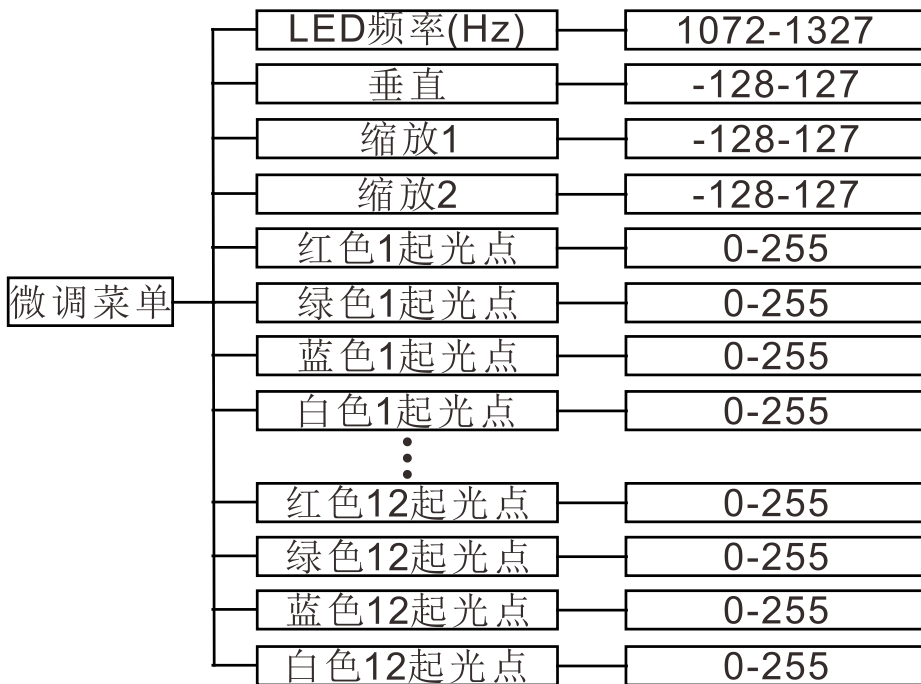 LED频率(Hz) 1072-1327
垂直 -128-127
缩放1 -128-127
缩放2 -128-127
红色1起光点 0-255
微调菜单
绿色1起光点 0-255
蓝色1起光点 0-255
白色1起光点 0-255
红色12起光点 0-255
绿色12起光点 0-255
蓝色12起光点 0-255
白色12起光点 0-255